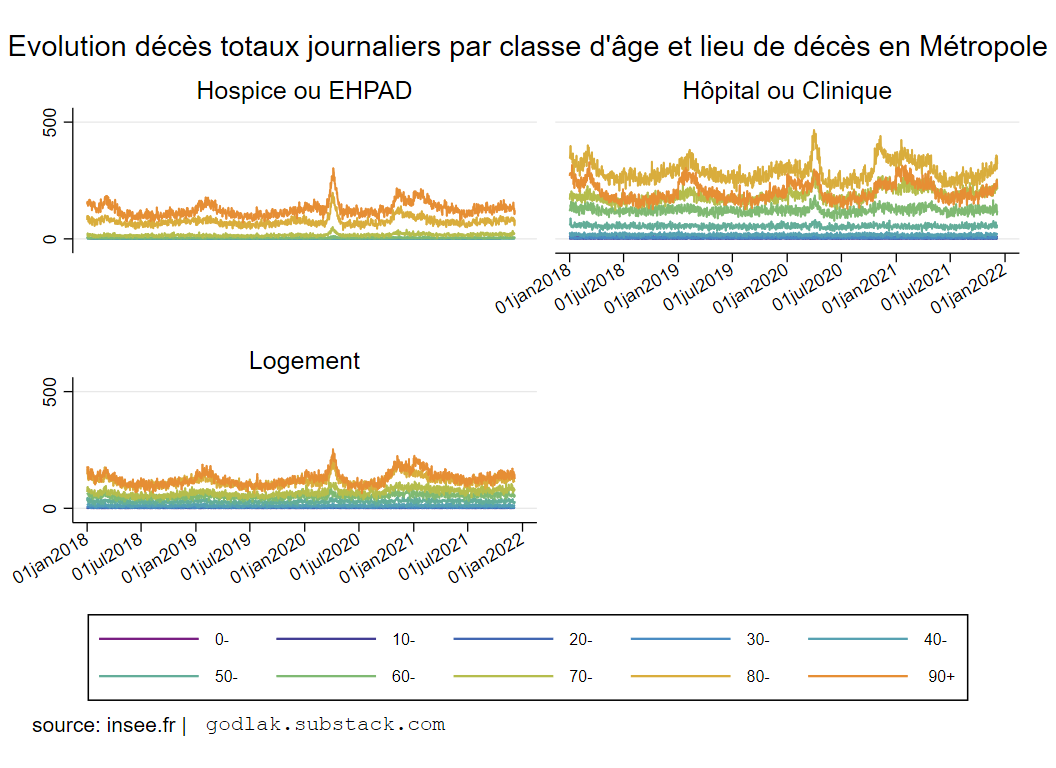 Evolution décès totaux journaliers par classe d'âge et lieu de décès en Métropole
Hospice ou EHPAD
500
0
Hôpital ou Clinique
01jan2018
01jul2018
01jan2019
01jul2019
01jan2020
01jul2020
01jan2021
01jul2021
01jan2022
Logement
500
0
01jan2018
01jul2018
01jan2019
01jul2019
01jan2020
01jul2020
01jan2021
01jul2021
01jan2022
0- 10- 20- 30- 40-
50- 60- 70- 80- 90+
source: insee.fr | godlak.substack.com